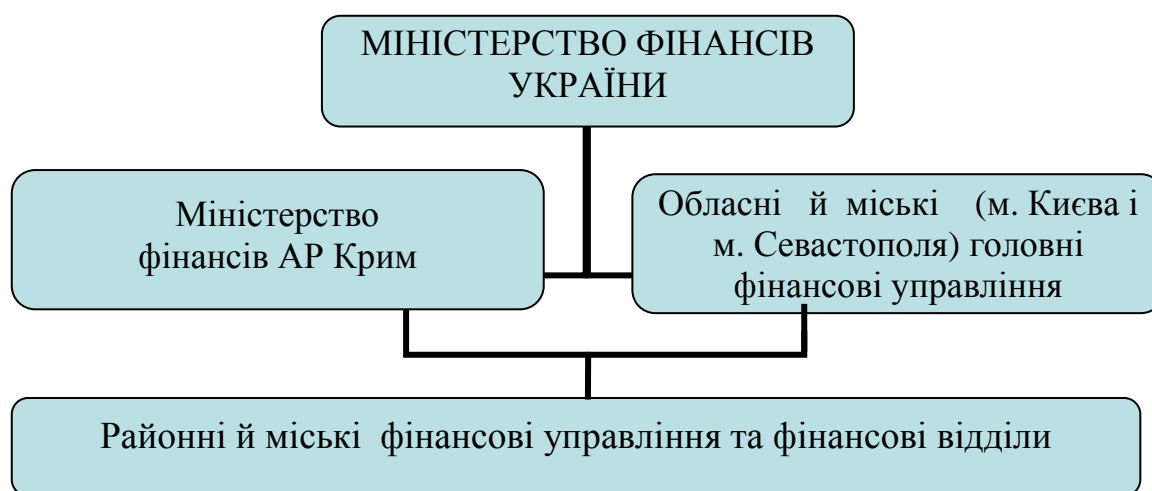 МІНІСТЕРСТВО ФІНАНСІВ
УКРАЇНИ
Міністерство
фінансів АР Крим
Обласні й міські (м. Києва і
м. Севастополя) головні
фінансові управління
Районні й міські фінансові управління та фінансові відділи